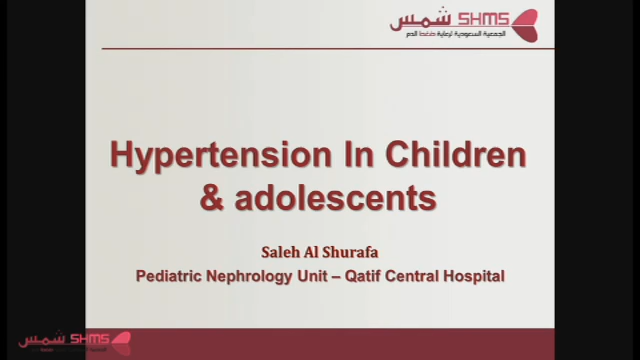 شمس SHMS
الجمعية السعودية لرعاية ضغط الدم
Hypertension In Children
& adolescents
Saleh Al Shurafa
Pediatric Nephrology Unit – Qatif Central Hospital
شمس SHMS